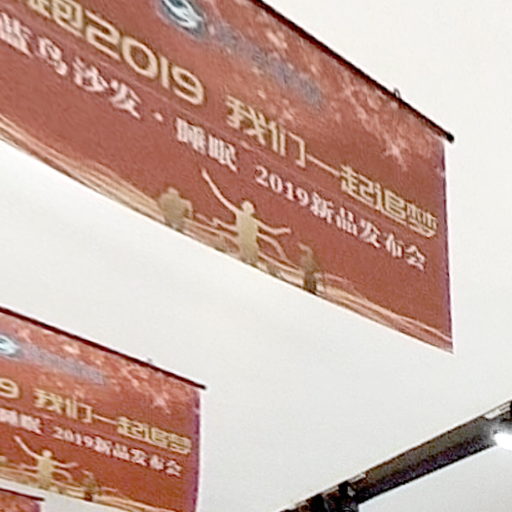 跑2019 我们一起追梦
蓝鸟沙发·睡眠 2019新品发布会
9 我们一起追梦
睡眠 2019新品发布会